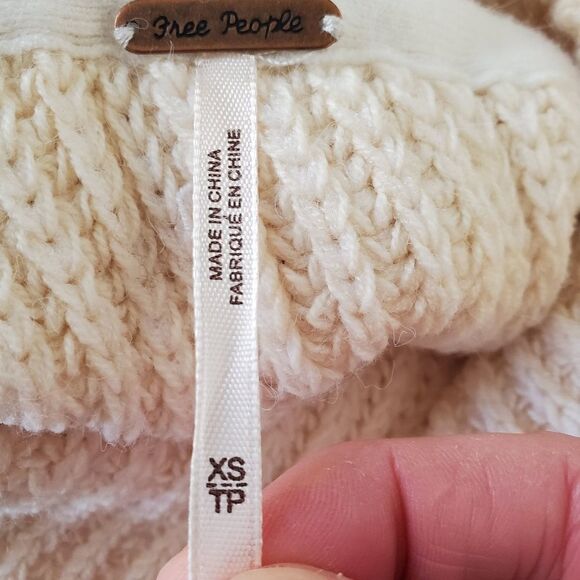 Free People
MADE IN CHINA
FABRIQUÉ EN CHINE
XS
TP